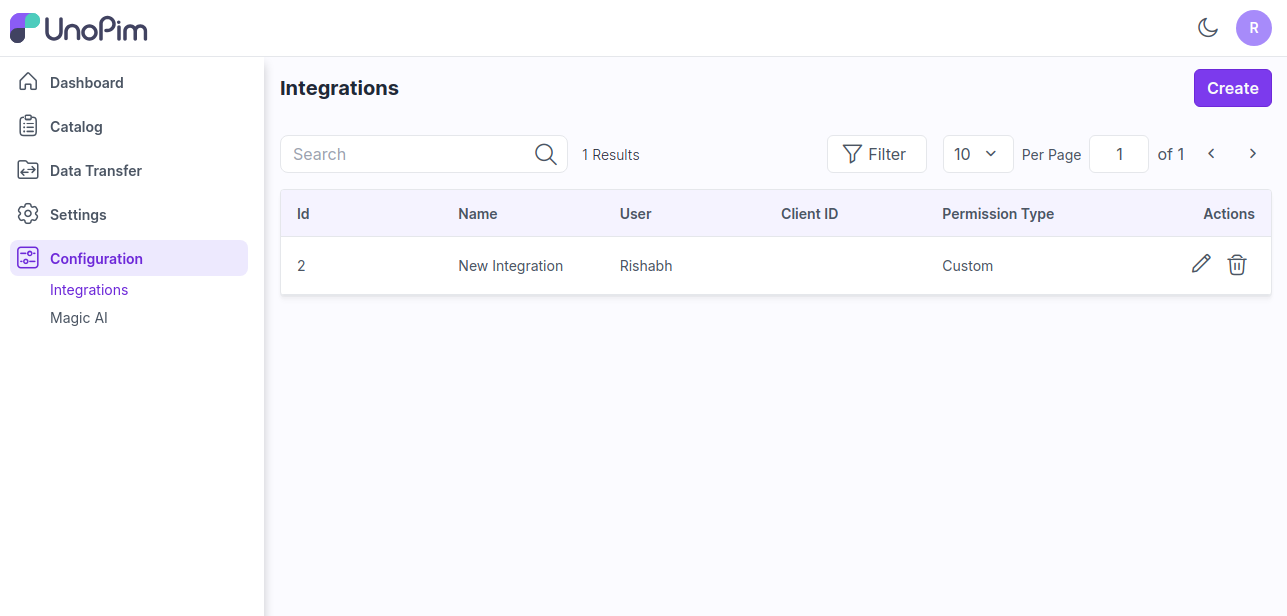 UnoPim
R
Dashboard
Catalog
Data Transfer
Settings
Configuration
Integrations
Magic AI
Integrations
Create
Search
1 Results
Filter
10
Per Page
1
of 1
Id Name User Client ID Permission Type Actions
2 New Integration Rishabh Custom